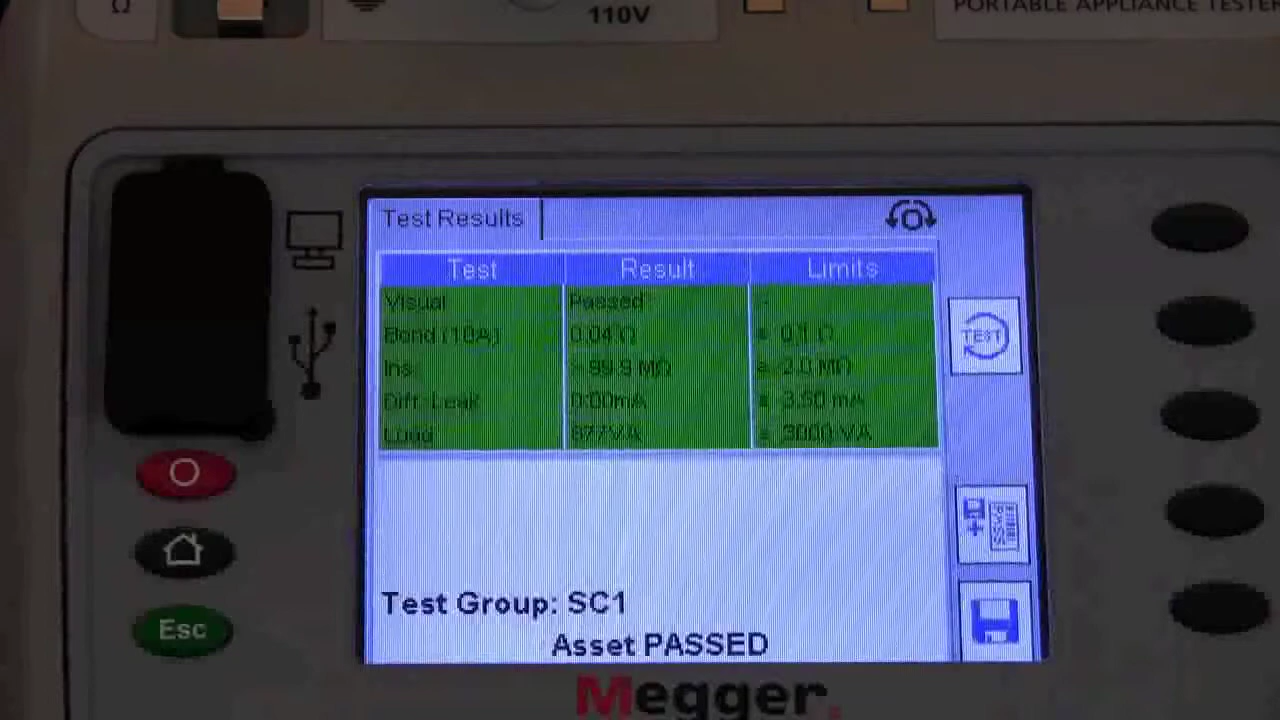 Ω
110V
PORTABLE APPLIANCE TESTER
Test Results
Test Result Limits
Visual Passed -
Bond (10A) 0.04 Ω 0.1 Ω
Ins 99.9 MΩ 2.0 MΩ
Diff. Leak 0.00mA 3.50 mA
Load 877VA 3000 VA
TEST
PASS
Test Group: SC1
Asset PASSED
Esc
Megger.